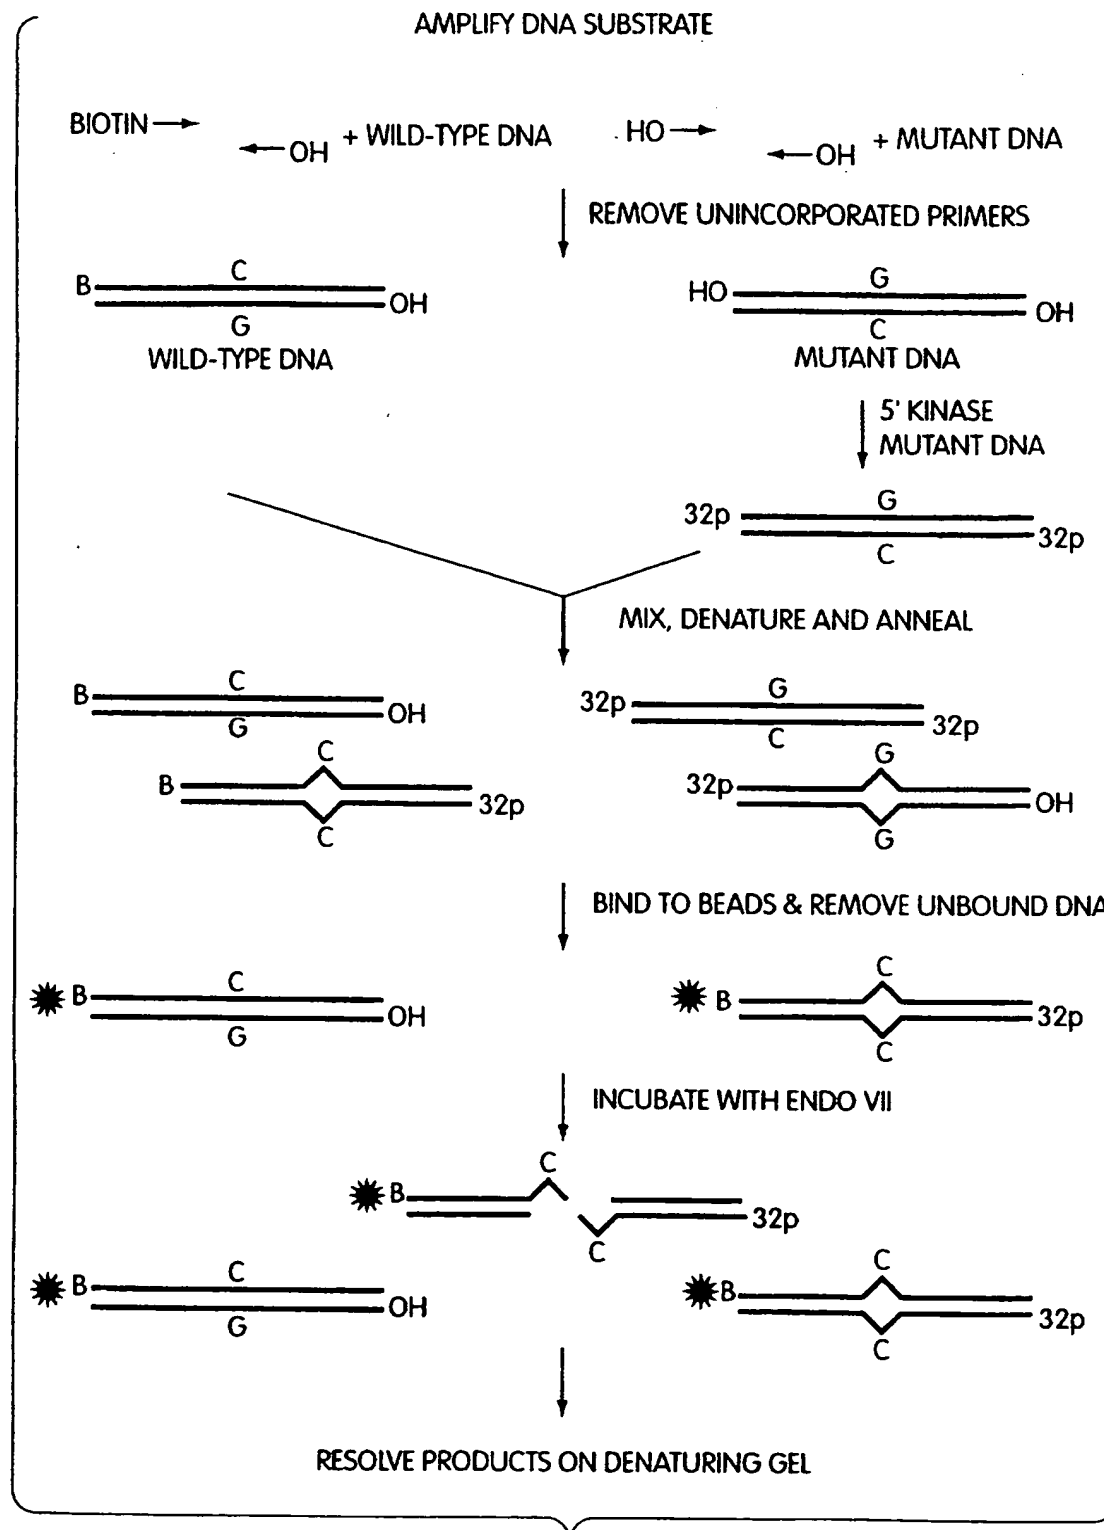 AMPLIFY DNA SUBSTRATE
BIOTIN
OH + WILD-TYPE DNA
HO
OH + MUTANT DNA
REMOVE UNINCORPORATED PRIMERS
C
B
OH
G
WILD-TYPE DNA
G
HO
OH
C
MUTANT DNA
5' KINASE
MUTANT DNA
G
32p
32p
C
MIX, DENATURE AND ANNEAL
C
B
OH
G
G
32p
32p
C
C
B
32p
C
G
32p
OH
G
BIND TO BEADS & REMOVE UNBOUND DNA
C
B
OH
G
C
B
32p
C
INCUBATE WITH ENDO VII
C
B
32p
C
C
B
OH
G
C
B
32p
C
RESOLVE PRODUCTS ON DENATURING GEL